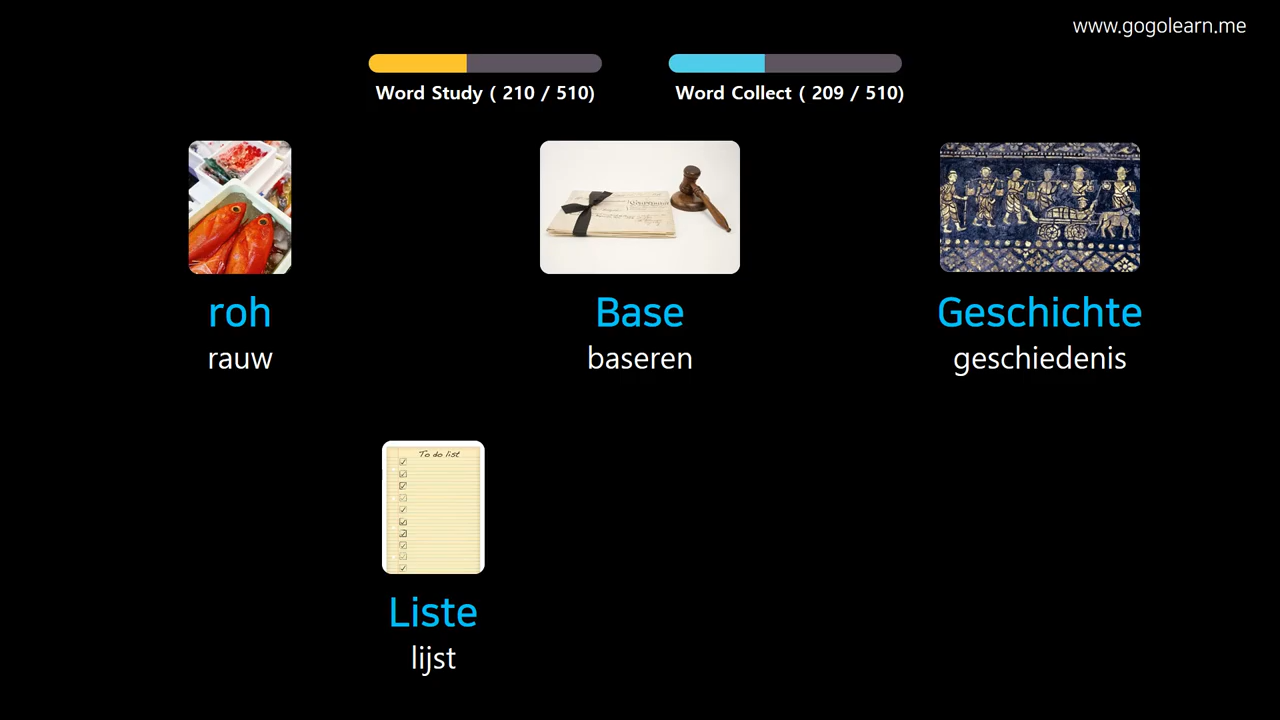 www.gogolearn.me
Word Study ( 210 / 510)
Word Collect ( 209 / 510)
roh
rauw
Base
baseren
Geschichte
geschiedenis
To do list
Liste
lijst